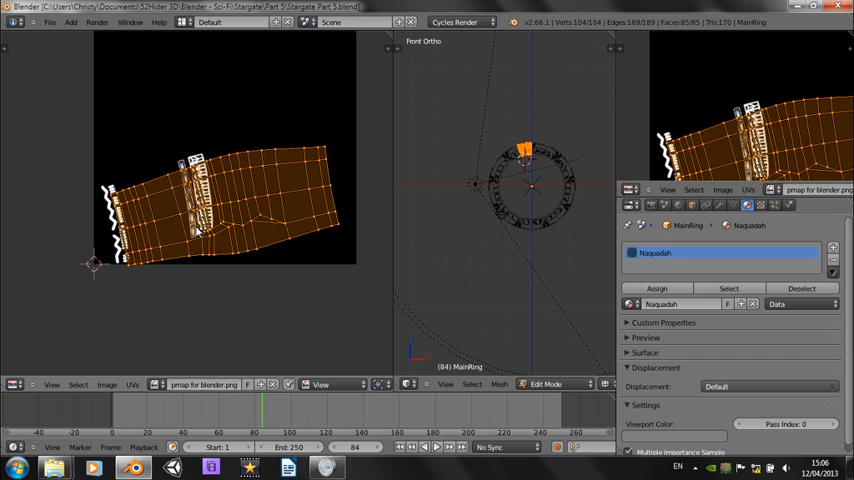 Blender [C:\Users\Christy\Documents\52Hider 3D\Blender - Sci-Fi\Stargate\Part 5\Stargate Part 5.blend]
File Add Render Window Help Default Scene Cycles Render v2.66.1 | Verts:104/104 | Edges:189/189 | Faces:85/85 | Tris:170 | MainRing
Front Ortho
View Select Image UVs pmap for blender.png
MainRing Naquadah
Naquadah
Assign Select Deselect
Naquadah F Data
Custom Properties
Preview
Surface
Displacement
Displacement: Default
Settings
Viewport Color: Pass Index: 0
Multiple Importance Sample
(84) MainRing
View Select Image UVs pmap for blender.png F View
View Select Mesh Edit Mode
-40 -20 0 20 40 60 80 100 120 140 160 180 200 220 240 260 280
View Marker Frame Playback Start: 1 End: 250 84 No Sync
EN 15:06
12/04/2013